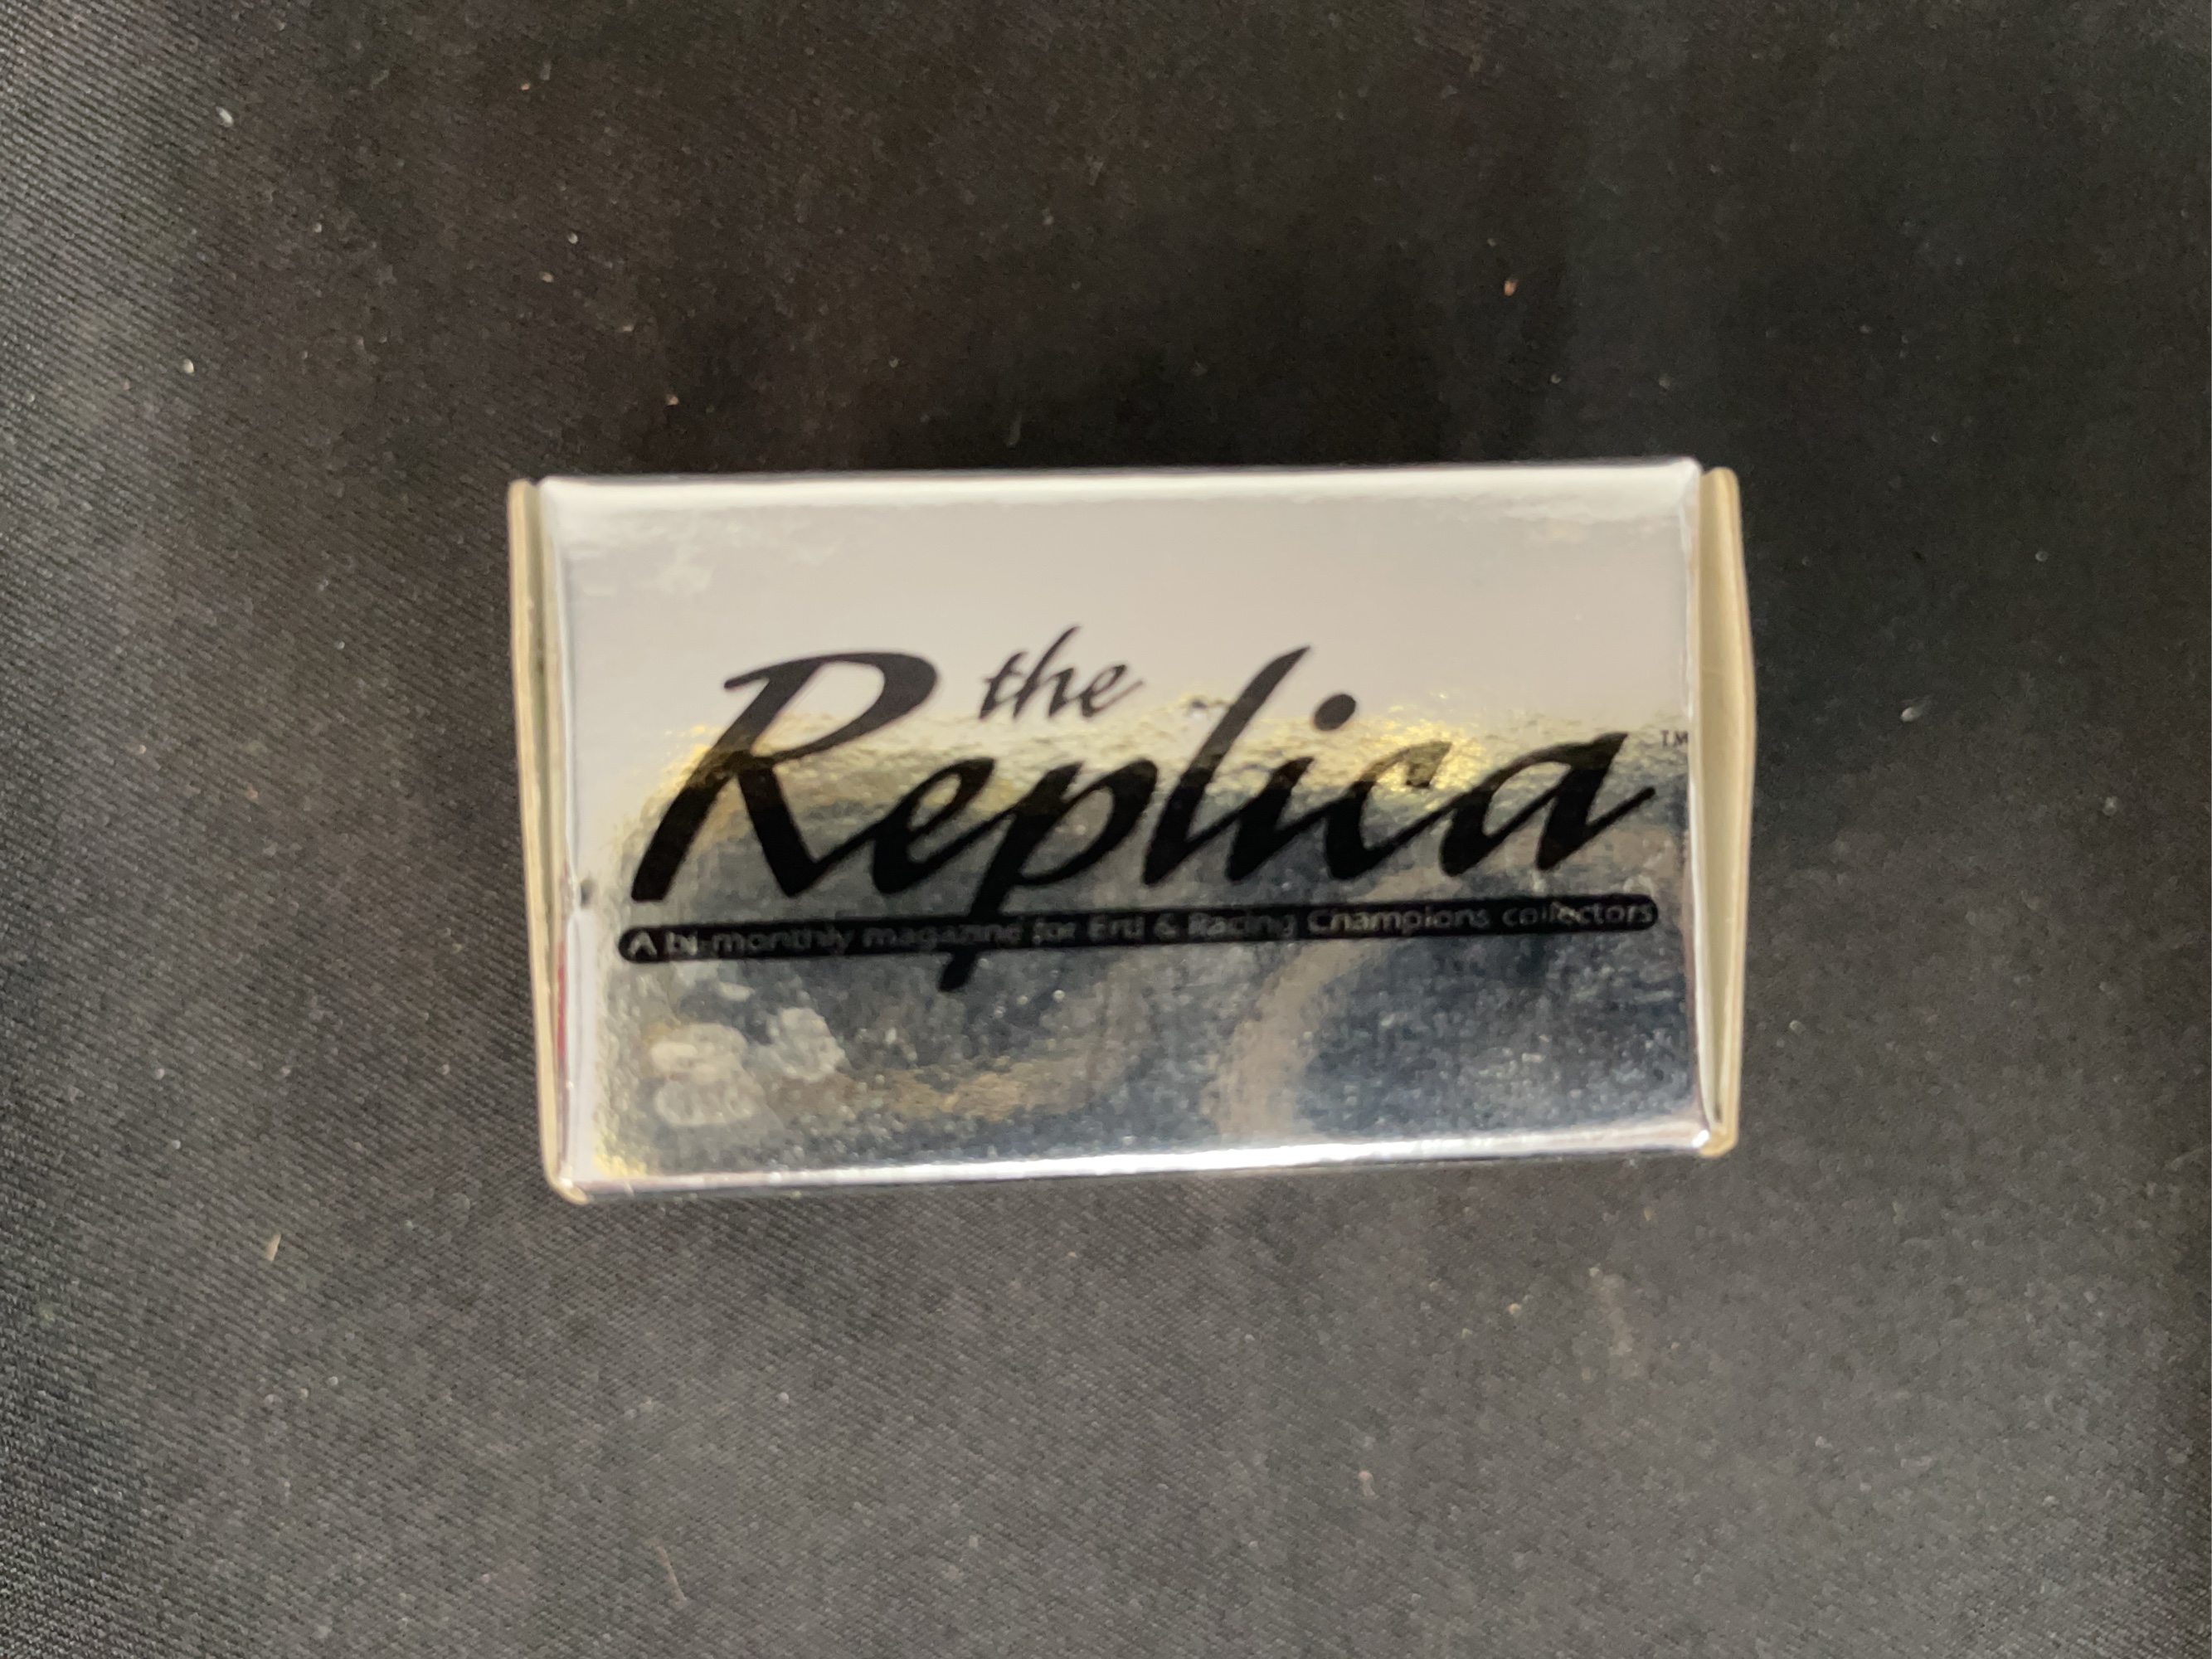 the
Replica™
A bi-monthly magazine for Ertl & Racing Champions collectors